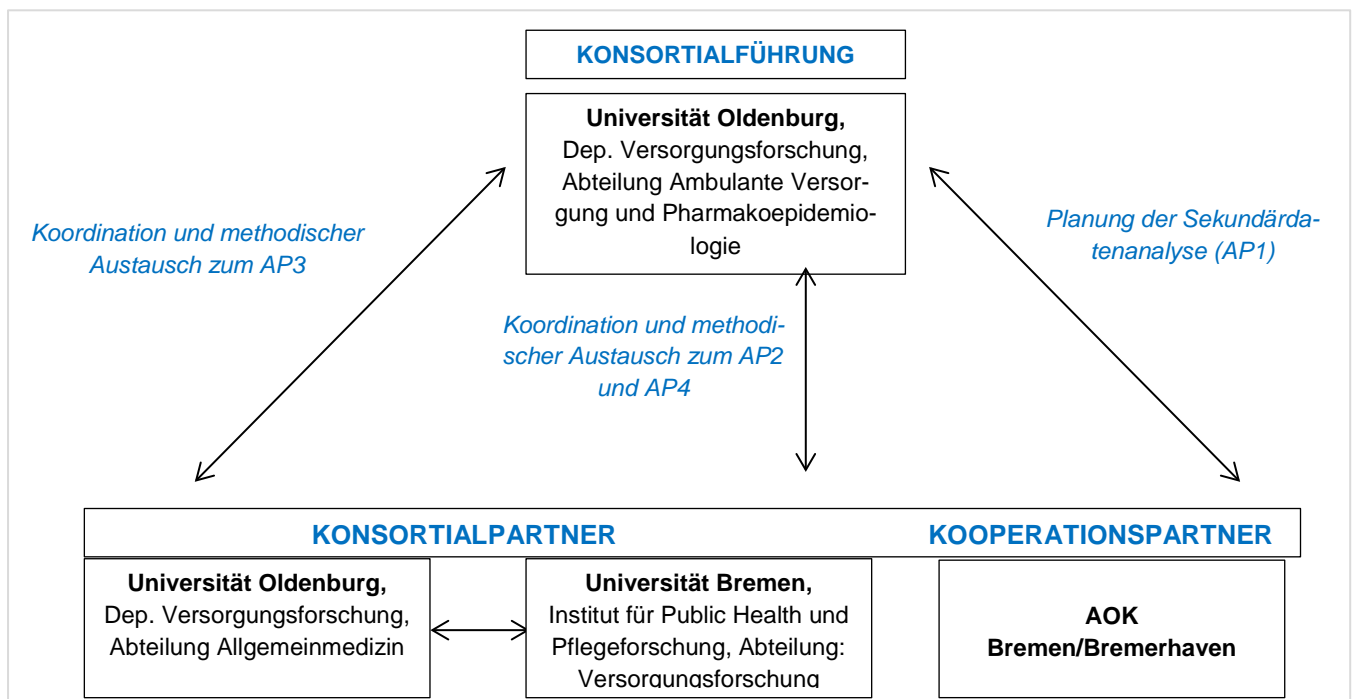 KONSORTIALFÜHRUNG
Universität Oldenburg,
Dep. Versorgungsforschung,
Abteilung Ambulante Versor-
gung und Pharmakoepidemio-
logie
Koordination und methodischer
Austausch zum AP3
Koordination und methodi-
scher Austausch zum AP2
und AP4
Planung der Sekundärda-
tenanalyse (AP1)
KONSORTIALPARTNER
KOOPERATIONSPARTNER
Universität Oldenburg,
Dep. Versorgungsforschung,
Abteilung Allgemeinmedizin
Universität Bremen,
Institut für Public Health und
Pflegeforschung, Abteilung:
Versorgungsforschung
AOK
Bremen/Bremerhaven